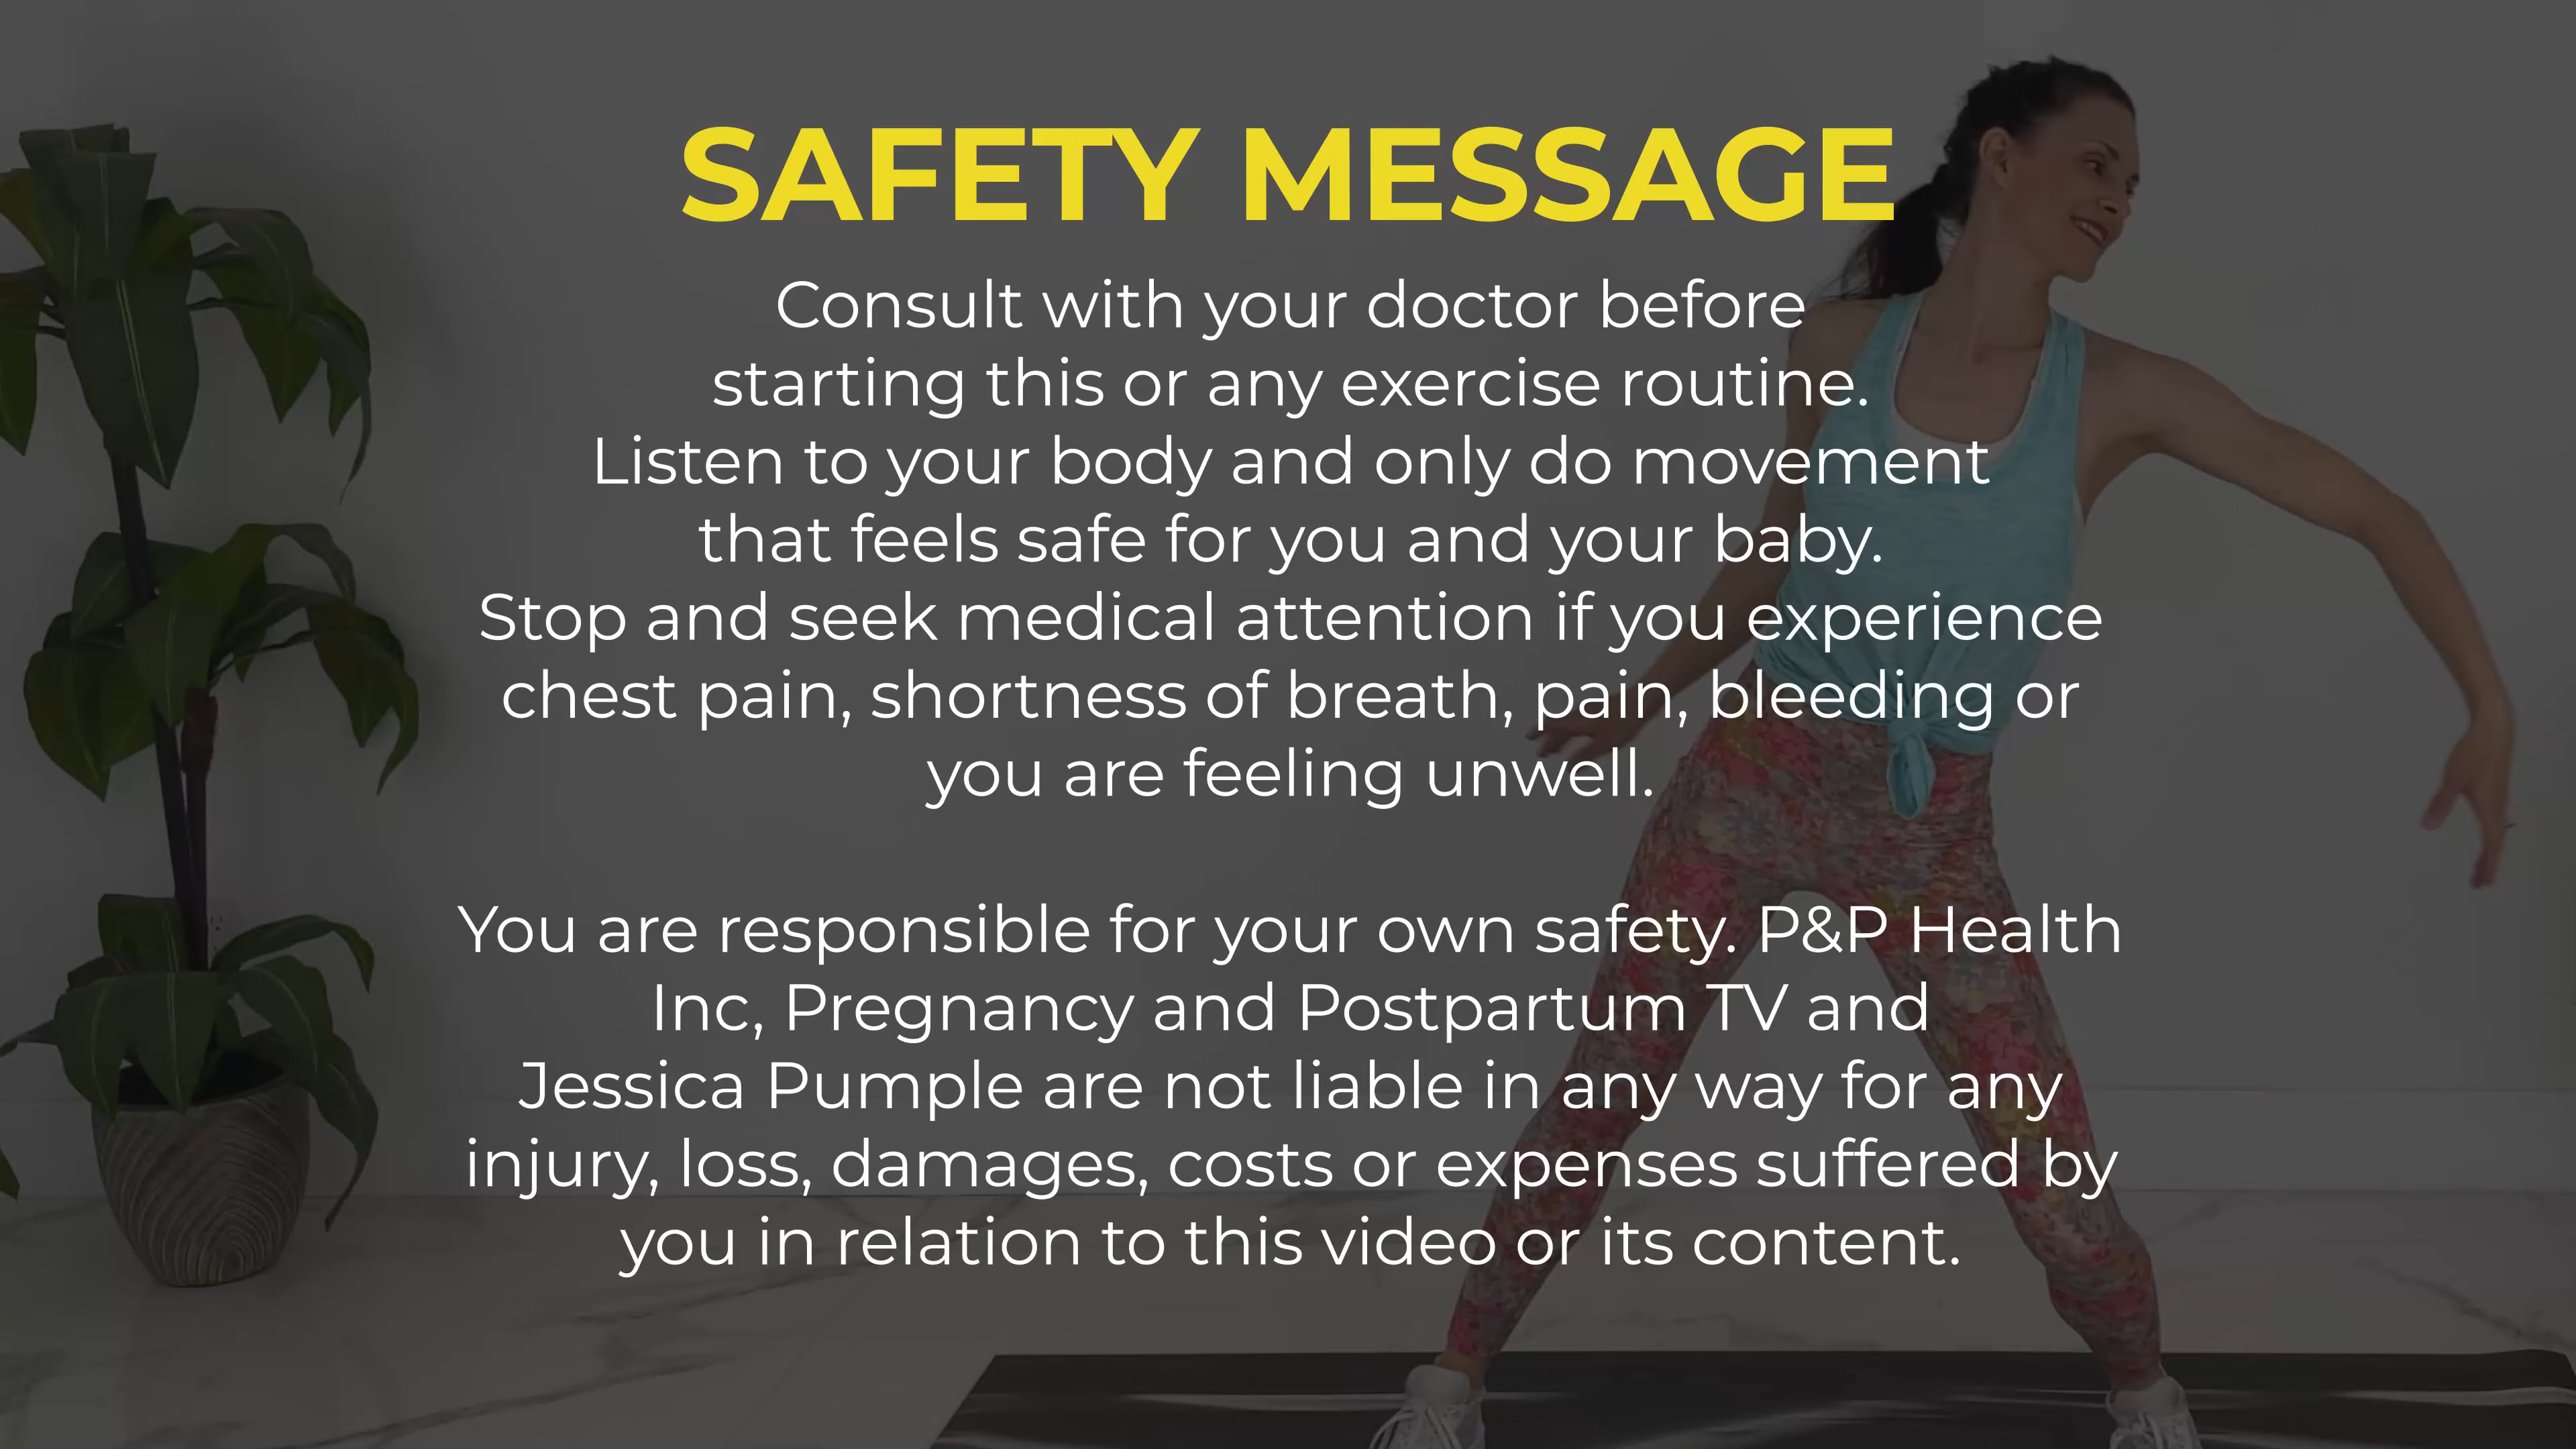 SAFETY MESSAGE
Consult with your doctor before
starting this or any exercise routine.
Listen to your body and only do movement
that feels safe for you and your baby.
Stop and seek medical attention if you experience
chest pain, shortness of breath, pain, bleeding or
you are feeling unwell.
You are responsible for your own safety. P&P Health
Inc, Pregnancy and Postpartum TV and
Jessica Pumple are not liable in any way for any
injury, loss, damages, costs or expenses suffered by
you in relation to this video or its content.